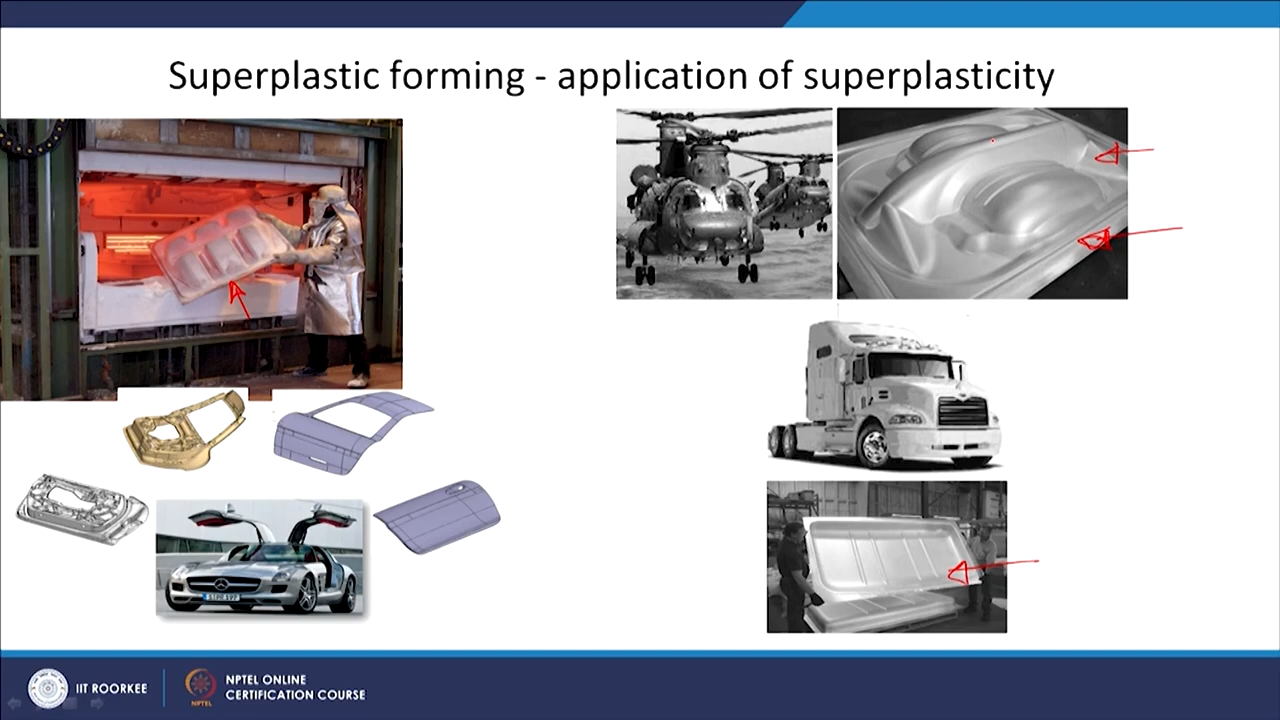 Superplastic forming - application of superplasticity
IIT ROORKEE
NPTEL
NPTEL ONLINE
CERTIFICATION COURSE